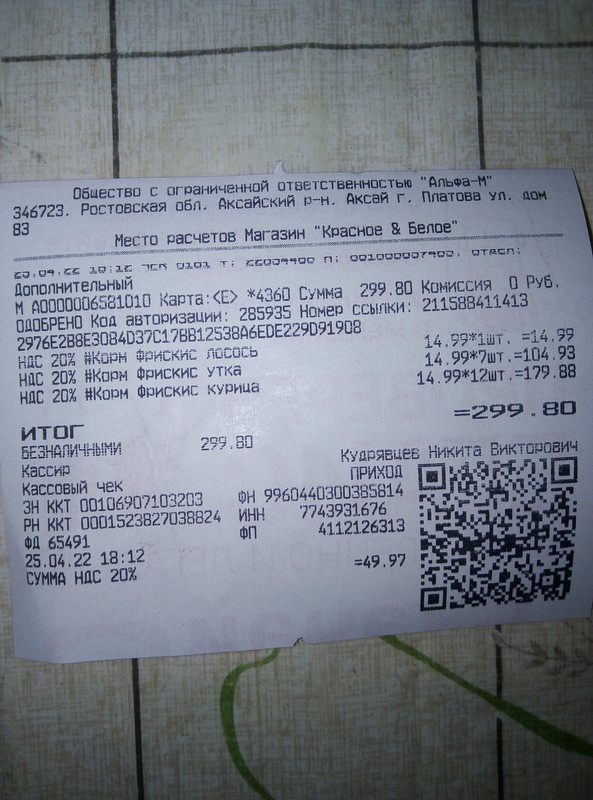 Общество с ограниченной ответственностью "Альфа-М"
346723, Ростовская обл. Аксайский р-н. Аксай г. Платова ул. дом
83
Место расчетов Магазин "Красное & Белое"
25.04.22 18:12
Дополнительный
М A0000006581010 Карта:<E> *4360 Сумма 299.80 Комиссия 0 Руб.
ОДОБРЕНО Код авторизации: 285935 Номер ссылки: 211588411413
2976E2B8E3084D37C17BB12538A6EDE229D91908
НДС 20% #Корм Фрискис лосось 14.99*1шт. =14.99
НДС 20% #Корм Фрискис утка 14.99*7шт.=104.93
НДС 20% #Корм Фрискис курица 14.99*12шт.=179.88
ИТОГ =299.80
БЕЗНАЛИЧНЫМИ 299.80
Кассир Кудрявцев Никита Викторович
Кассовый чек ПРИХОД
ЗН ККТ 00106907103203 ФН 9960440300385814
РН ККТ 0001523827038824 ИНН 7743931676
ФД 65491 ФП 4112126313
25.04.22 18:12
СУММА НДС 20% =49.97